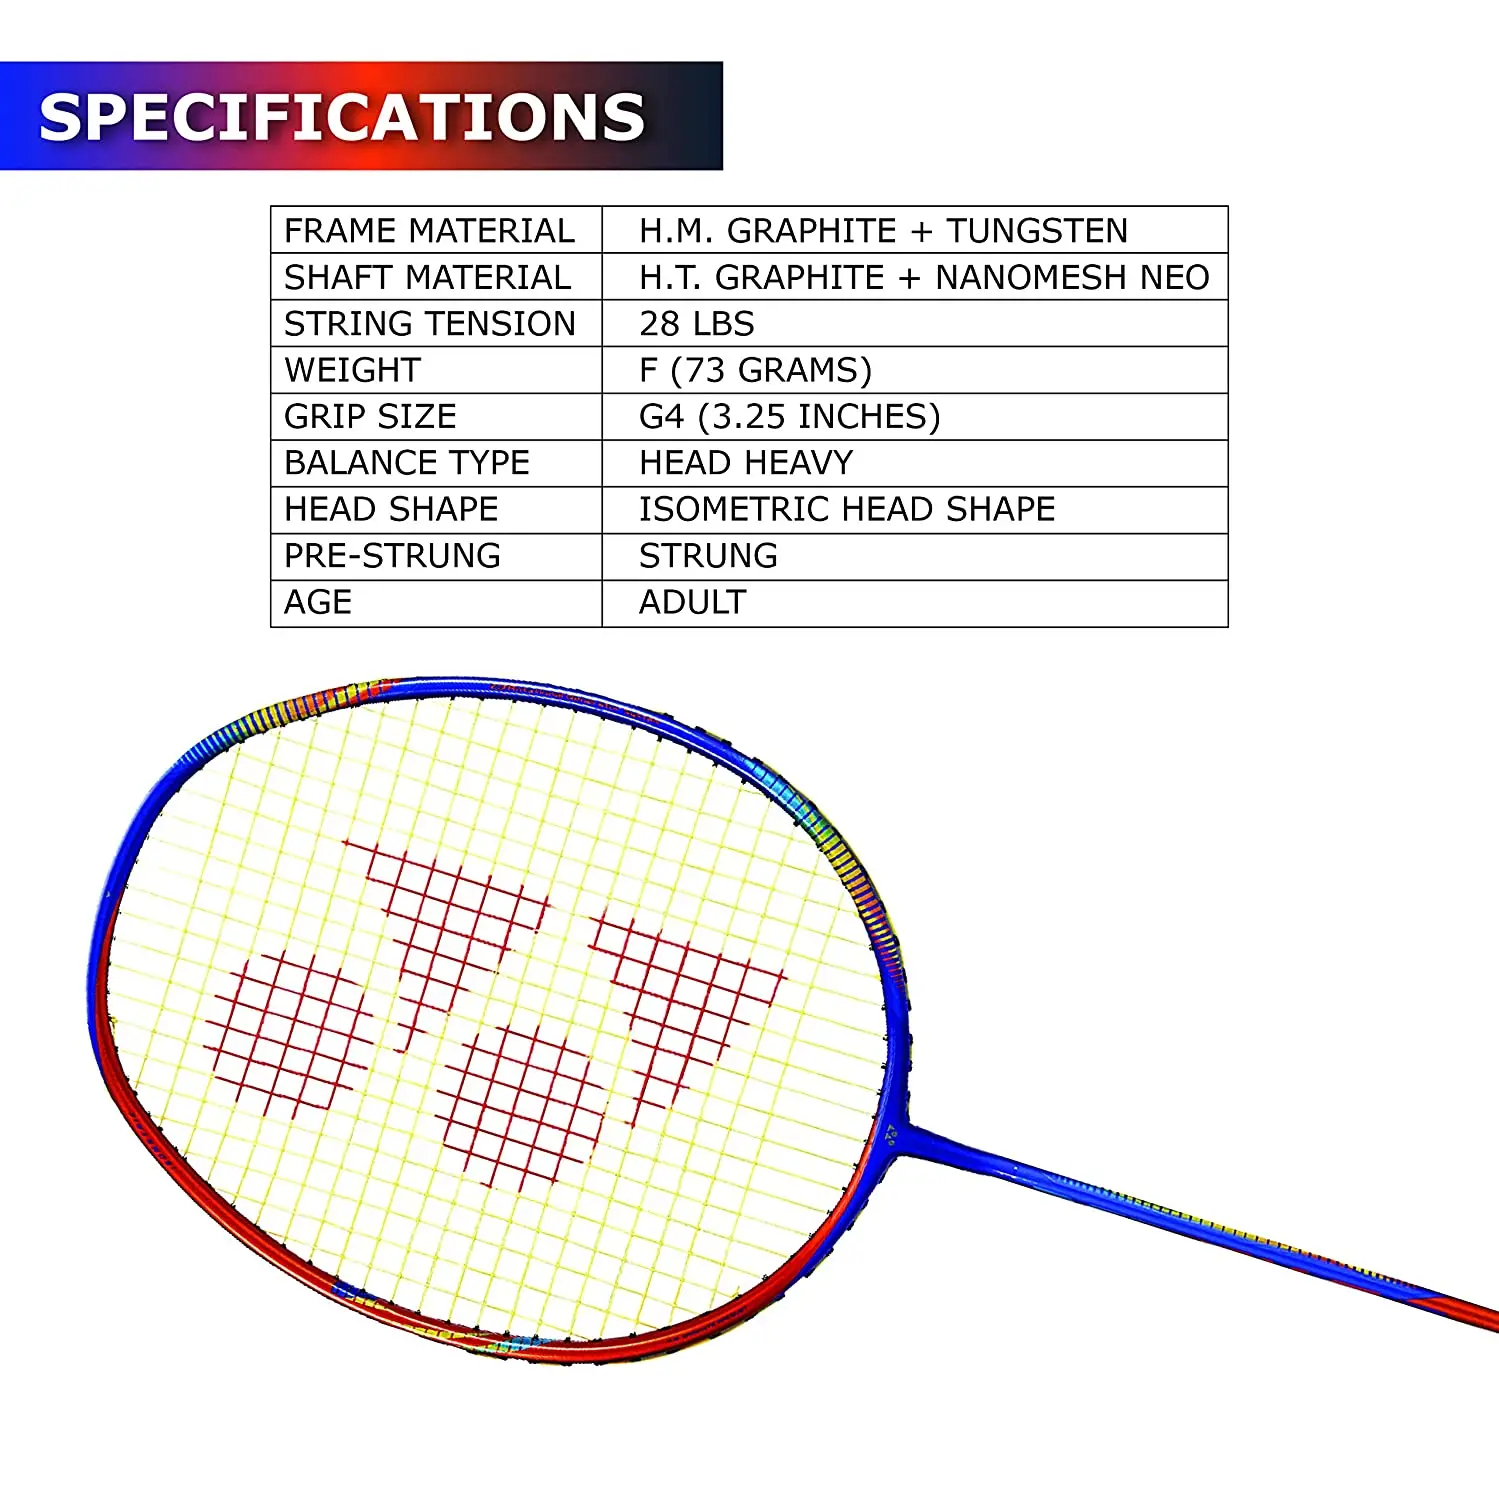 SPECIFICATIONS
FRAME MATERIAL H.M. GRAPHITE + TUNGSTEN
SHAFT MATERIAL H.T. GRAPHITE + NANOMESH NEO
STRING TENSION 28 LBS
WEIGHT F (73 GRAMS)
GRIP SIZE G4 (3.25 INCHES)
BALANCE TYPE HEAD HEAVY
HEAD SHAPE ISOMETRIC HEAD SHAPE
PRE-STRUNG STRUNG
AGE ADULT